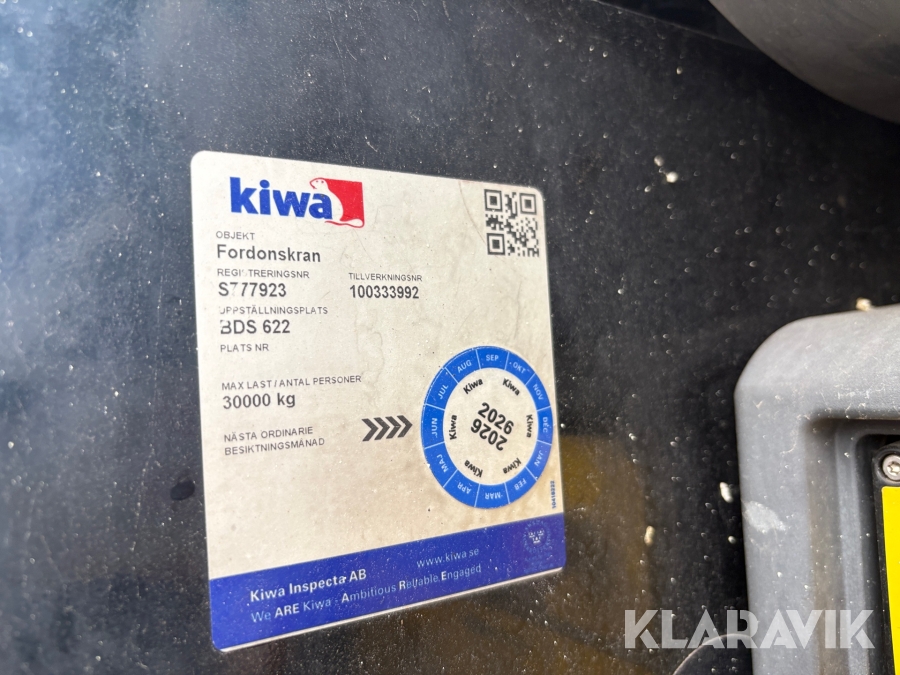 kiwa
OBJEKT
Fordonskran
REGISTRERINGSNR
S777923
TILLVERKNINGSNR
100333992
UPPSTÄLLNINGSPLATS
BDS 622
PLATS NR
MAX LAST / ANTAL PERSONER
30000 kg
NÄSTA ORDINARIE
BESIKTNINGSMÅNAD
JAN FEB MAR APR MAJ JUN JUL AUG SEP OKT NOV DEC
Kiwa Kiwa Kiwa Kiwa Kiwa Kiwa
2026
2026
www.kiwa.se
Kiwa Inspecta AB
We ARE Kiwa - Ambitious Reliable Engaged
KLARAVIK